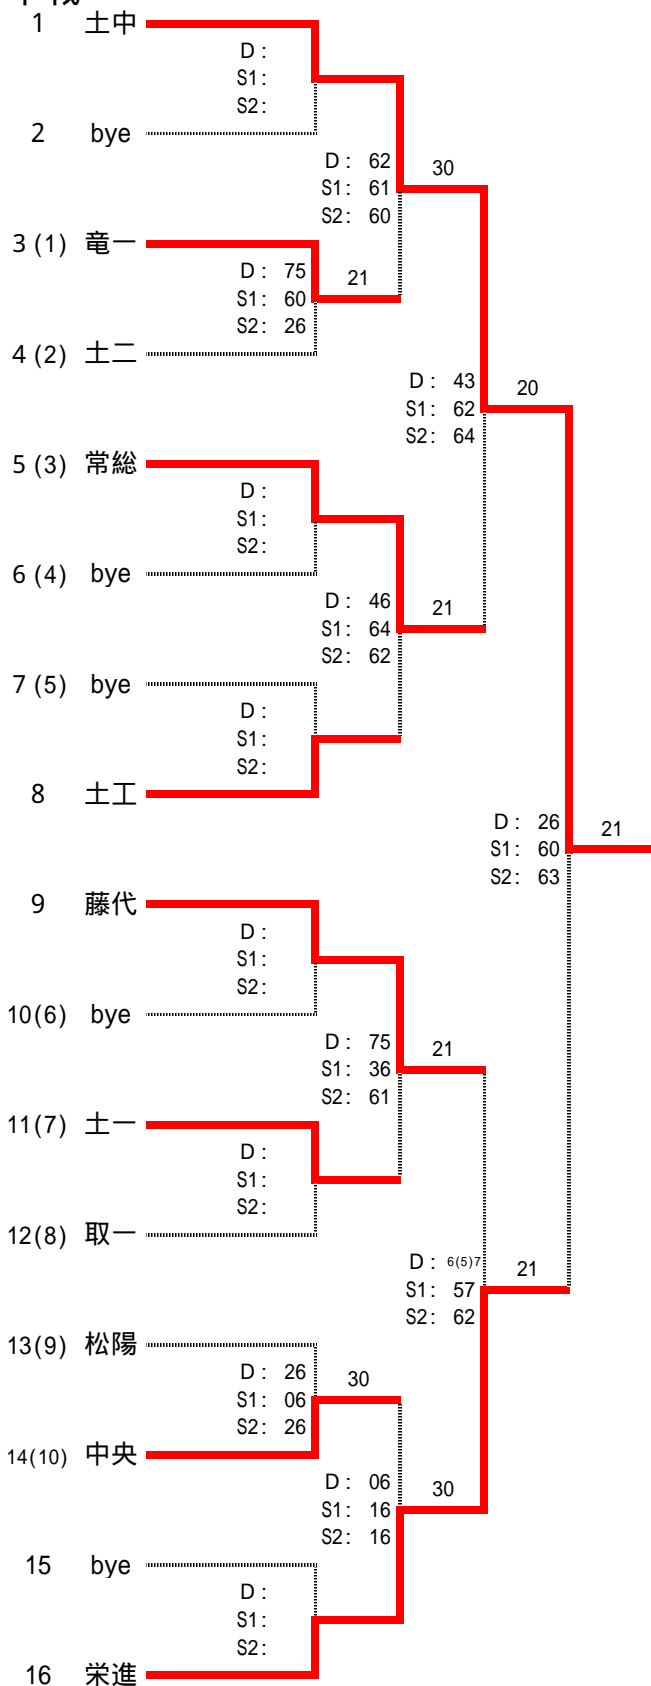 1 土中
D :
S1:
S2:
2 bye
D : 62
S1: 61
S2: 60
30
3 (1) 竜一
D : 75
S1: 60
S2: 26
21
4 (2) 土二
D : 43
S1: 62
S2: 64
20
5 (3) 常総
D :
S1:
S2:
6 (4) bye
D : 46
S1: 64
S2: 62
21
7 (5) bye
D :
S1:
S2:
8 土工
D : 26
S1: 60
S2: 63
21
9 藤代
D :
S1:
S2:
10(6) bye
D : 75
S1: 36
S2: 61
21
11(7) 土一
D :
S1:
S2:
12(8) 取一
D : 6(5)7
S1: 57
S2: 62
21
13(9) 松陽
D : 26
S1: 06
S2: 26
30
14(10) 中央
D : 06
S1: 16
S2: 16
30
15 bye
D :
S1:
S2:
16 栄進